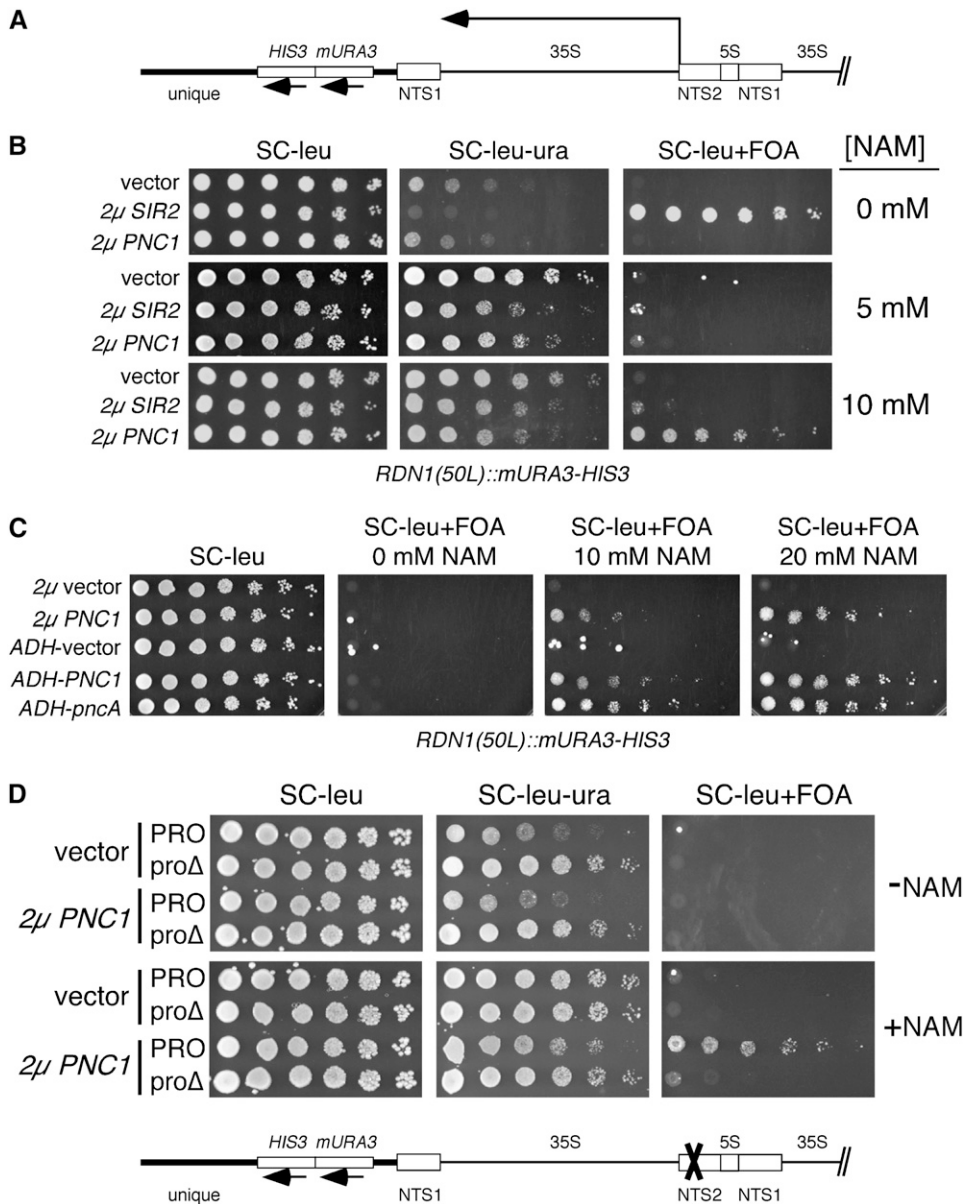 A
HIS3 mURA3 35S 5S 35S
unique NTS1 NTS2 NTS1
B
SC-leu SC-leu-ura SC-leu+FOA [NAM]
vector
2µ SIR2 0 mM
2µ PNC1
vector
2µ SIR2 5 mM
2µ PNC1
vector
2µ SIR2 10 mM
2µ PNC1
RDN1(50L)::mURA3-HIS3
C
SC-leu SC-leu+FOA SC-leu+FOA SC-leu+FOA
0 mM NAM 10 mM NAM 20 mM NAM
2µ vector
2µ PNC1
ADH-vector
ADH-PNC1
ADH-pncA
RDN1(50L)::mURA3-HIS3
D
SC-leu SC-leu-ura SC-leu+FOA
vector PRO
proΔ
2µ PNC1 PRO
proΔ
-NAM
vector PRO
proΔ
2µ PNC1 PRO
proΔ
+NAM
HIS3 mURA3 35S 5S 35S
unique NTS1 NTS2 NTS1